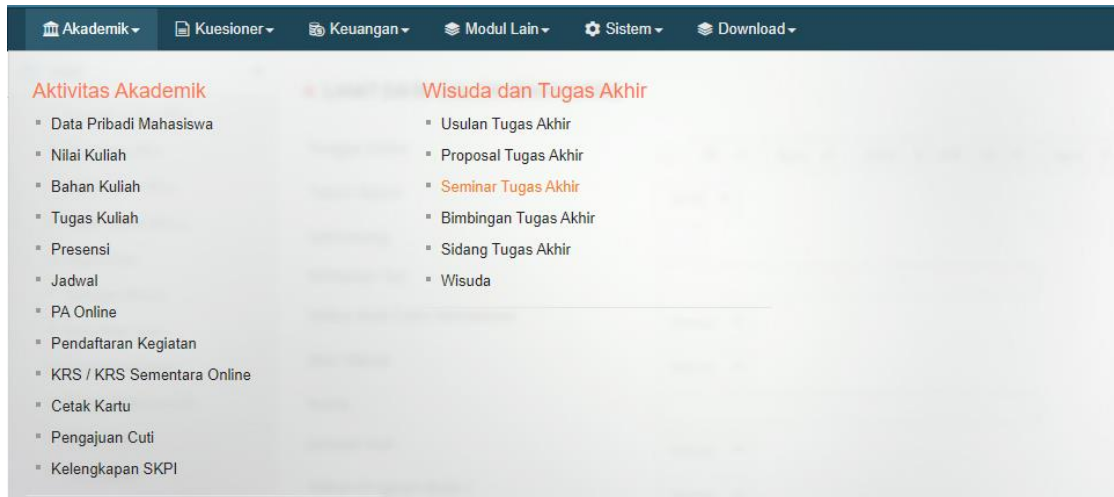 Akademik
Kuesioner
Keuangan
Modul Lain
Sistem
Download
Aktivitas Akademik
Data Pribadi Mahasiswa
Nilai Kuliah
Bahan Kuliah
Tugas Kuliah
Presensi
Jadwal
PA Online
Pendaftaran Kegiatan
KRS / KRS Sementara Online
Cetak Kartu
Pengajuan Cuti
Kelengkapan SKPI
Wisuda dan Tugas Akhir
Usulan Tugas Akhir
Proposal Tugas Akhir
Seminar Tugas Akhir
Bimbingan Tugas Akhir
Sidang Tugas Akhir
Wisuda